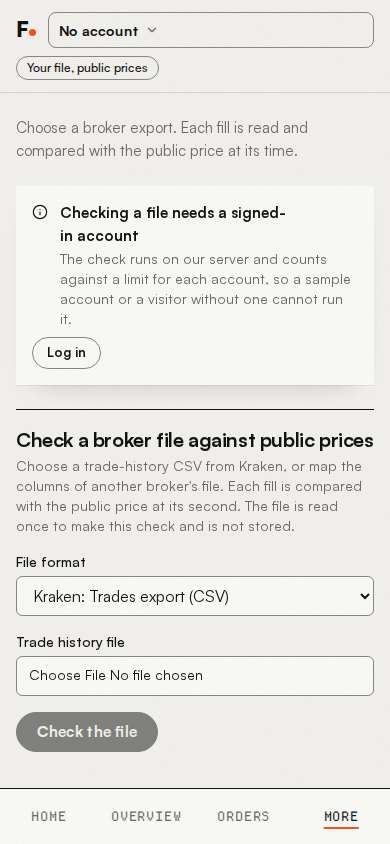 F.
No account
Your file, public prices
Choose a broker export. Each fill is read and
compared with the public price at its time.
Checking a file needs a signed-
in account
The check runs on our server and counts
against a limit for each account, so a sample
account or a visitor without one cannot run
it.
Log in
Check a broker file against public prices
Choose a trade-history CSV from Kraken, or map the
columns of another broker's file. Each fill is compared
with the public price at its second. The file is read
once to make this check and is not stored.
File format
Kraken: Trades export (CSV)
Trade history file
Choose File No file chosen
Check the file
HOME OVERVIEW ORDERS MORE